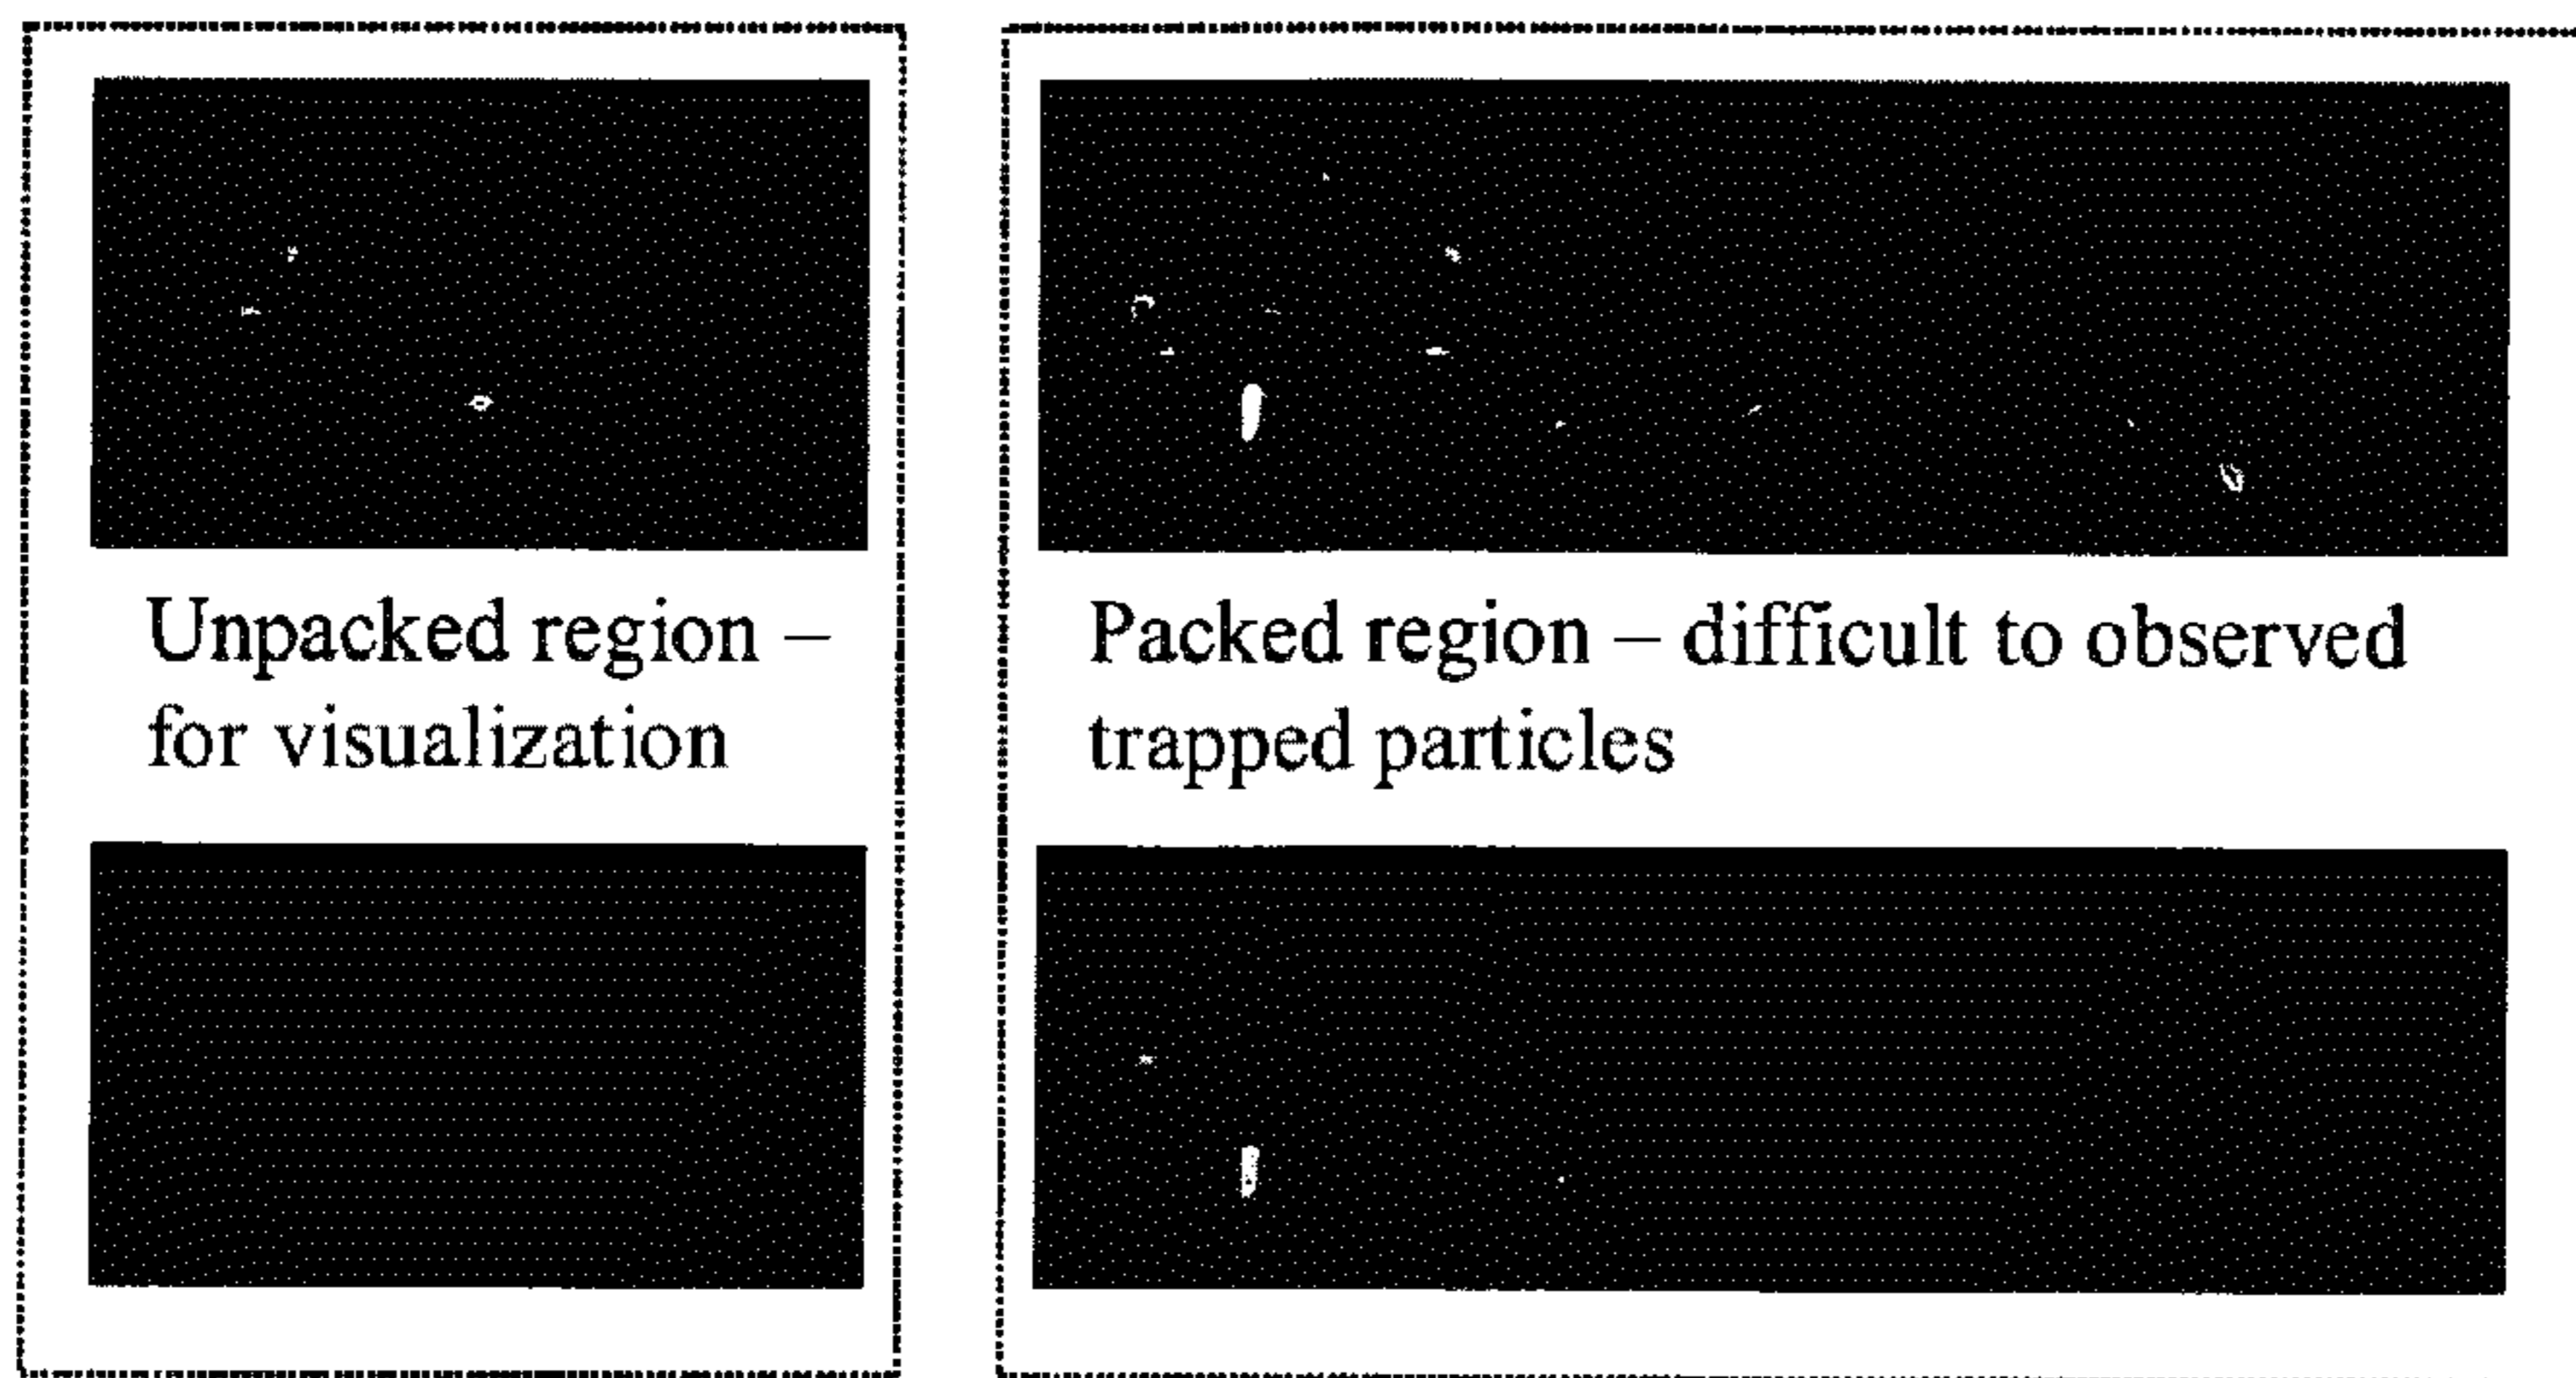 Unpacked region –
for visualization
Packed region – difficult to observed
trapped particles